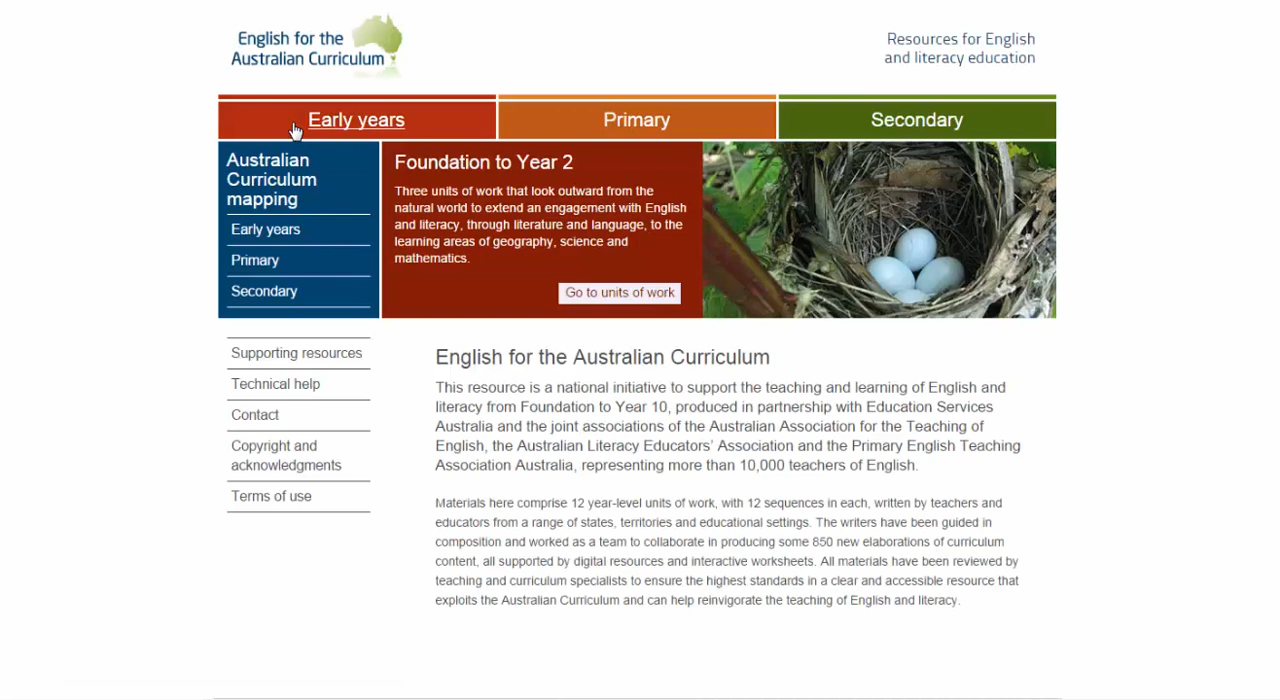 English for the
Australian Curriculum
Resources for English
and literacy education
Early years
Primary
Secondary
Australian
Curriculum
mapping
Early years
Primary
Secondary
Foundation to Year 2
Three units of work that look outward from the
natural world to extend an engagement with English
and literacy, through literature and language, to the
learning areas of geography, science and
mathematics.
Go to units of work
Supporting resources
Technical help
Contact
Copyright and
acknowledgments
Terms of use
English for the Australian Curriculum
This resource is a national initiative to support the teaching and learning of English and
literacy from Foundation to Year 10, produced in partnership with Education Services
Australia and the joint associations of the Australian Association for the Teaching of
English, the Australian Literacy Educators' Association and the Primary English Teaching
Association Australia, representing more than 10,000 teachers of English.
Materials here comprise 12 year-level units of work, with 12 sequences in each, written by teachers and
educators from a range of states, territories and educational settings. The writers have been guided in
composition and worked as a team to collaborate in producing some 850 new elaborations of curriculum
content, all supported by digital resources and interactive worksheets. All materials have been reviewed by
teaching and curriculum specialists to ensure the highest standards in a clear and accessible resource that
exploits the Australian Curriculum and can help reinvigorate the teaching of English and literacy.